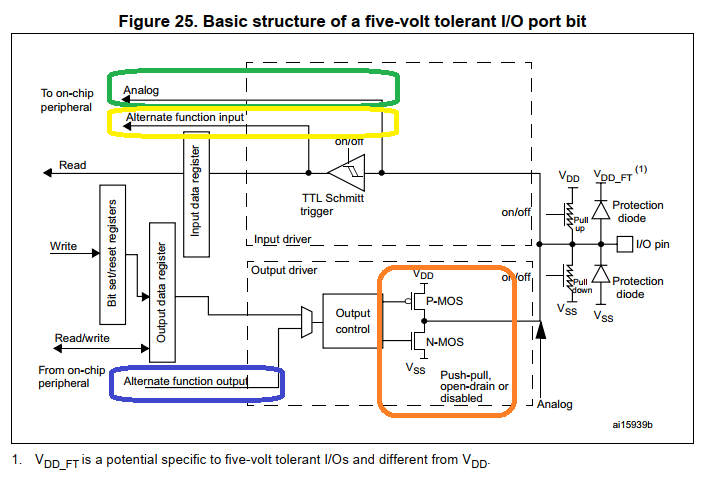 Figure 25. Basic structure of a five-volt tolerant I/O port bit
To on-chip
peripheral
Analog
Alternate function input
on/off
Read
Input data register
TTL Schmitt
trigger
on/off
Input driver
VDD
VDD_FT (1)
Pull
up
Protection
diode
I/O pin
Write
Bit set/reset registers
Output data register
Output driver
VDD
on/off
Pull
down
Protection
diode
VSS
VSS
P-MOS
Output
control
N-MOS
VSS
Read/write
From on-chip
peripheral
Alternate function output
Push-pull,
open-drain or
disabled
Analog
ai15939b
1. VDD_FT is a potential specific to five-volt tolerant I/Os and different from VDD.